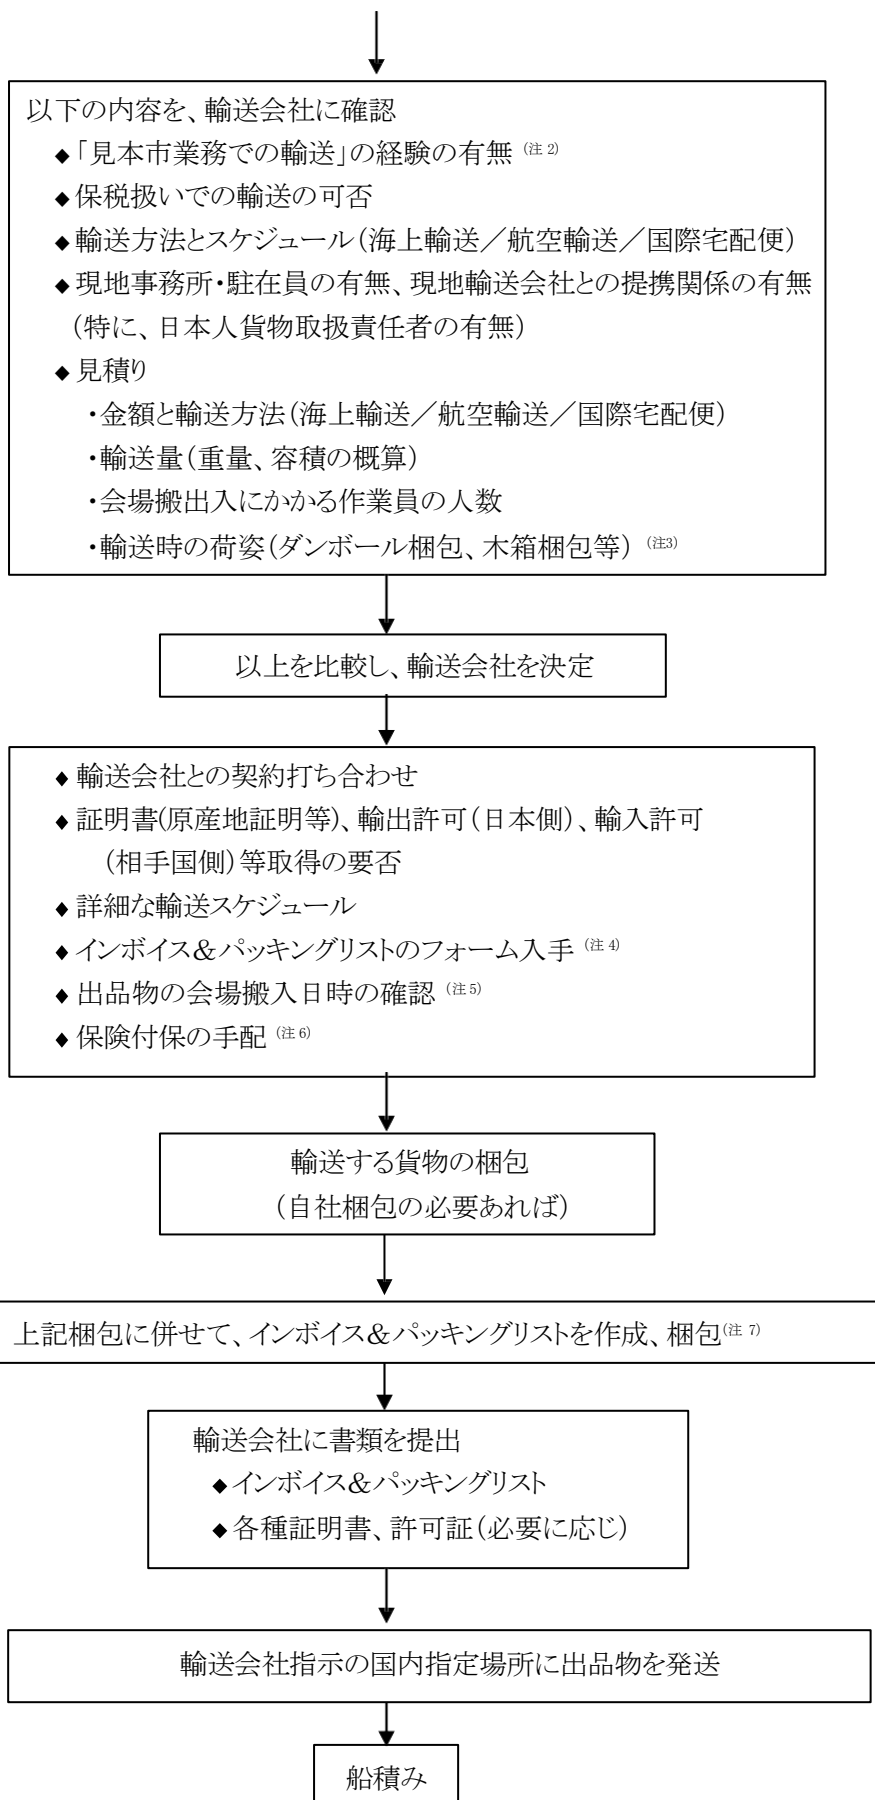 以下の内容を、輸送会社に確認
◆「見本市業務での輸送」の経験の有無 (注 2)
◆保税扱いでの輸送の可否
◆輸送方法とスケジュール(海上輸送／航空輸送／国際宅配便)
◆現地事務所・駐在員の有無、現地輸送会社との提携関係の有無
(特に、日本人貨物取扱責任者の有無)
◆見積り
・金額と輸送方法(海上輸送／航空輸送／国際宅配便)
・輸送量(重量、容積の概算)
・会場搬出入にかかる作業員の人数
・輸送時の荷姿(ダンボール梱包、木箱梱包等) (注3)
以上を比較し、輸送会社を決定
◆輸送会社との契約打ち合わせ
◆証明書(原産地証明等)、輸出許可(日本側)、輸入許可
(相手国側)等取得の要否
◆詳細な輸送スケジュール
◆インボイス＆パッキングリストのフォーム入手 (注 4)
◆出品物の会場搬入日時の確認 (注5)
◆保険付保の手配 (注 6)
輸送する貨物の梱包
(自社梱包の必要あれば)
上記梱包に併せて、インボイス＆パッキングリストを作成、梱包(注 7)
輸送会社に書類を提出
◆インボイス＆パッキングリスト
◆各種証明書、許可証(必要に応じ)
輸送会社指示の国内指定場所に出品物を発送
船積み